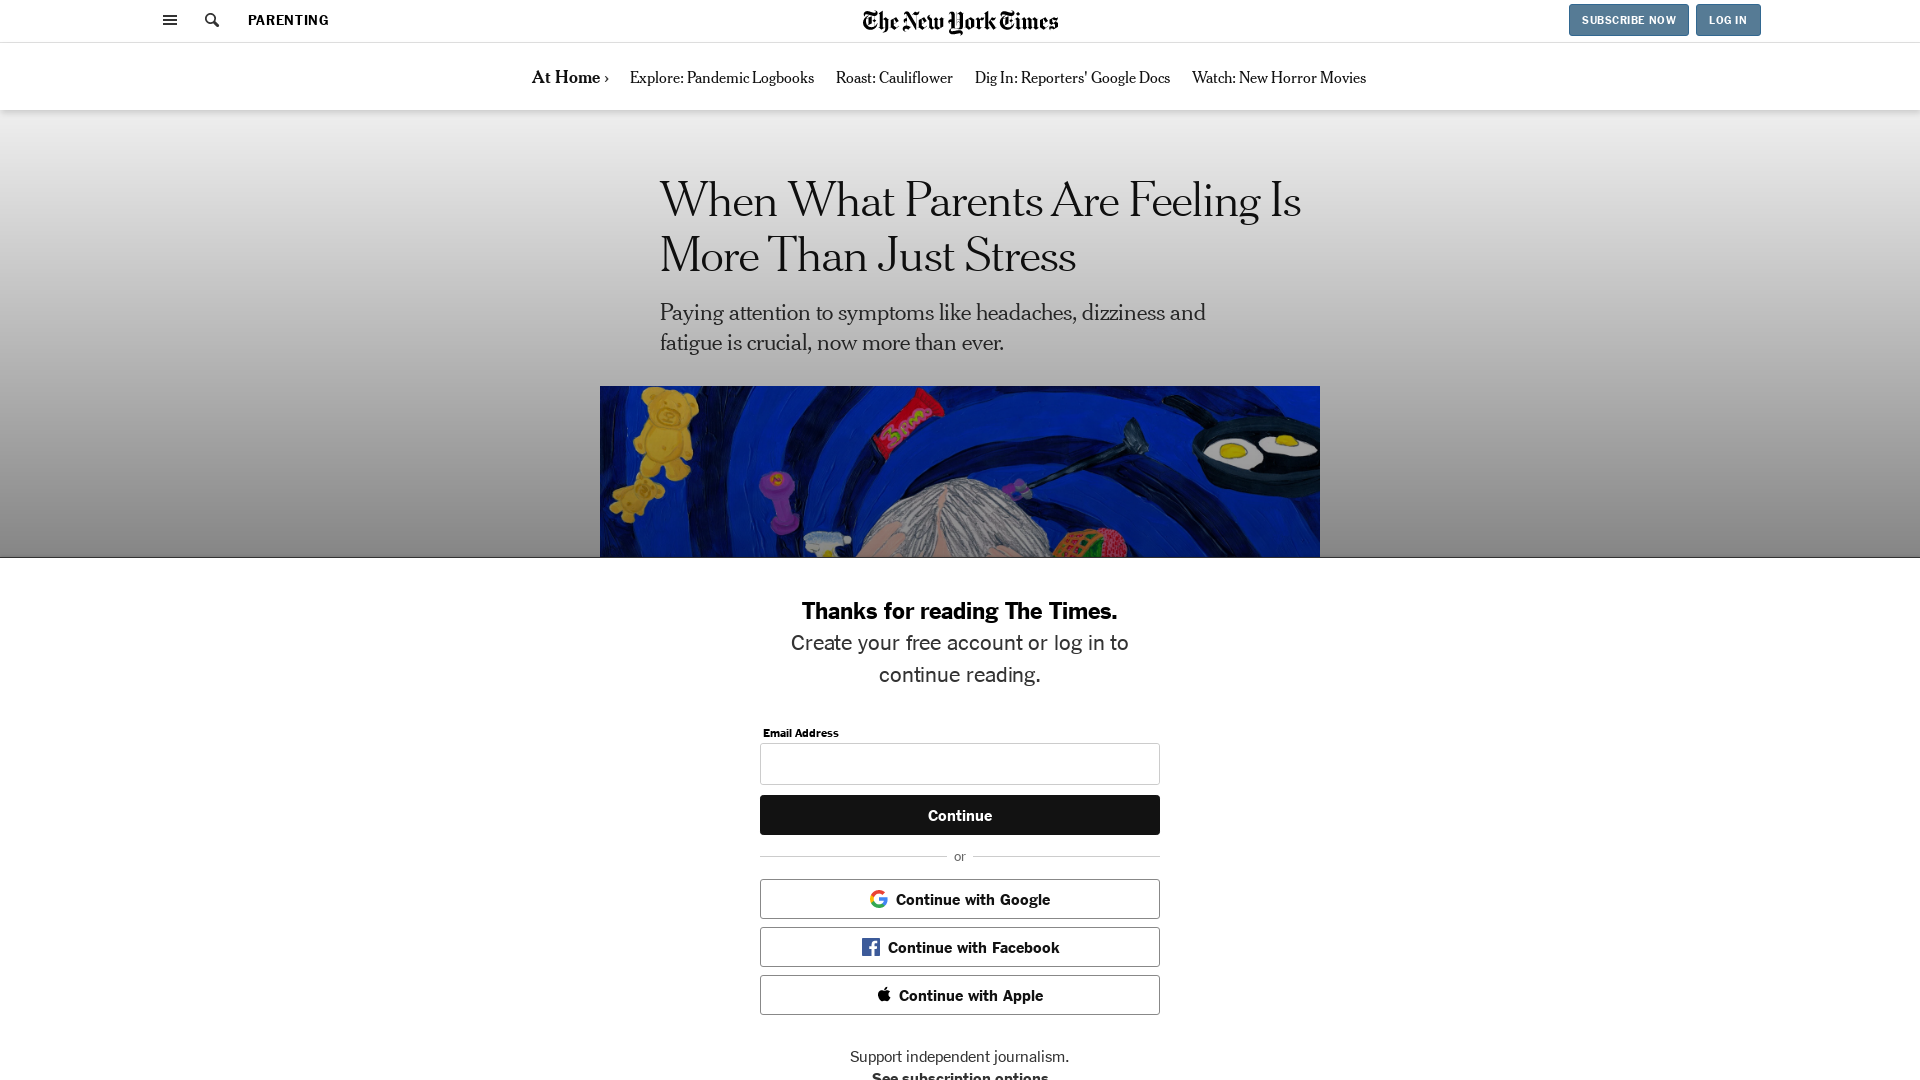 PARENTING
The New York Times
SUBSCRIBE NOW
LOG IN
At Home › Explore: Pandemic Logbooks Roast: Cauliflower Dig In: Reporters' Google Docs Watch: New Horror Movies
When What Parents Are Feeling Is
More Than Just Stress
Paying attention to symptoms like headaches, dizziness and
fatigue is crucial, now more than ever.
Thanks for reading The Times.
Create your free account or log in to
continue reading.
Email Address
Continue
or
Continue with Google
Continue with Facebook
Continue with Apple
Support independent journalism.
See subscription options